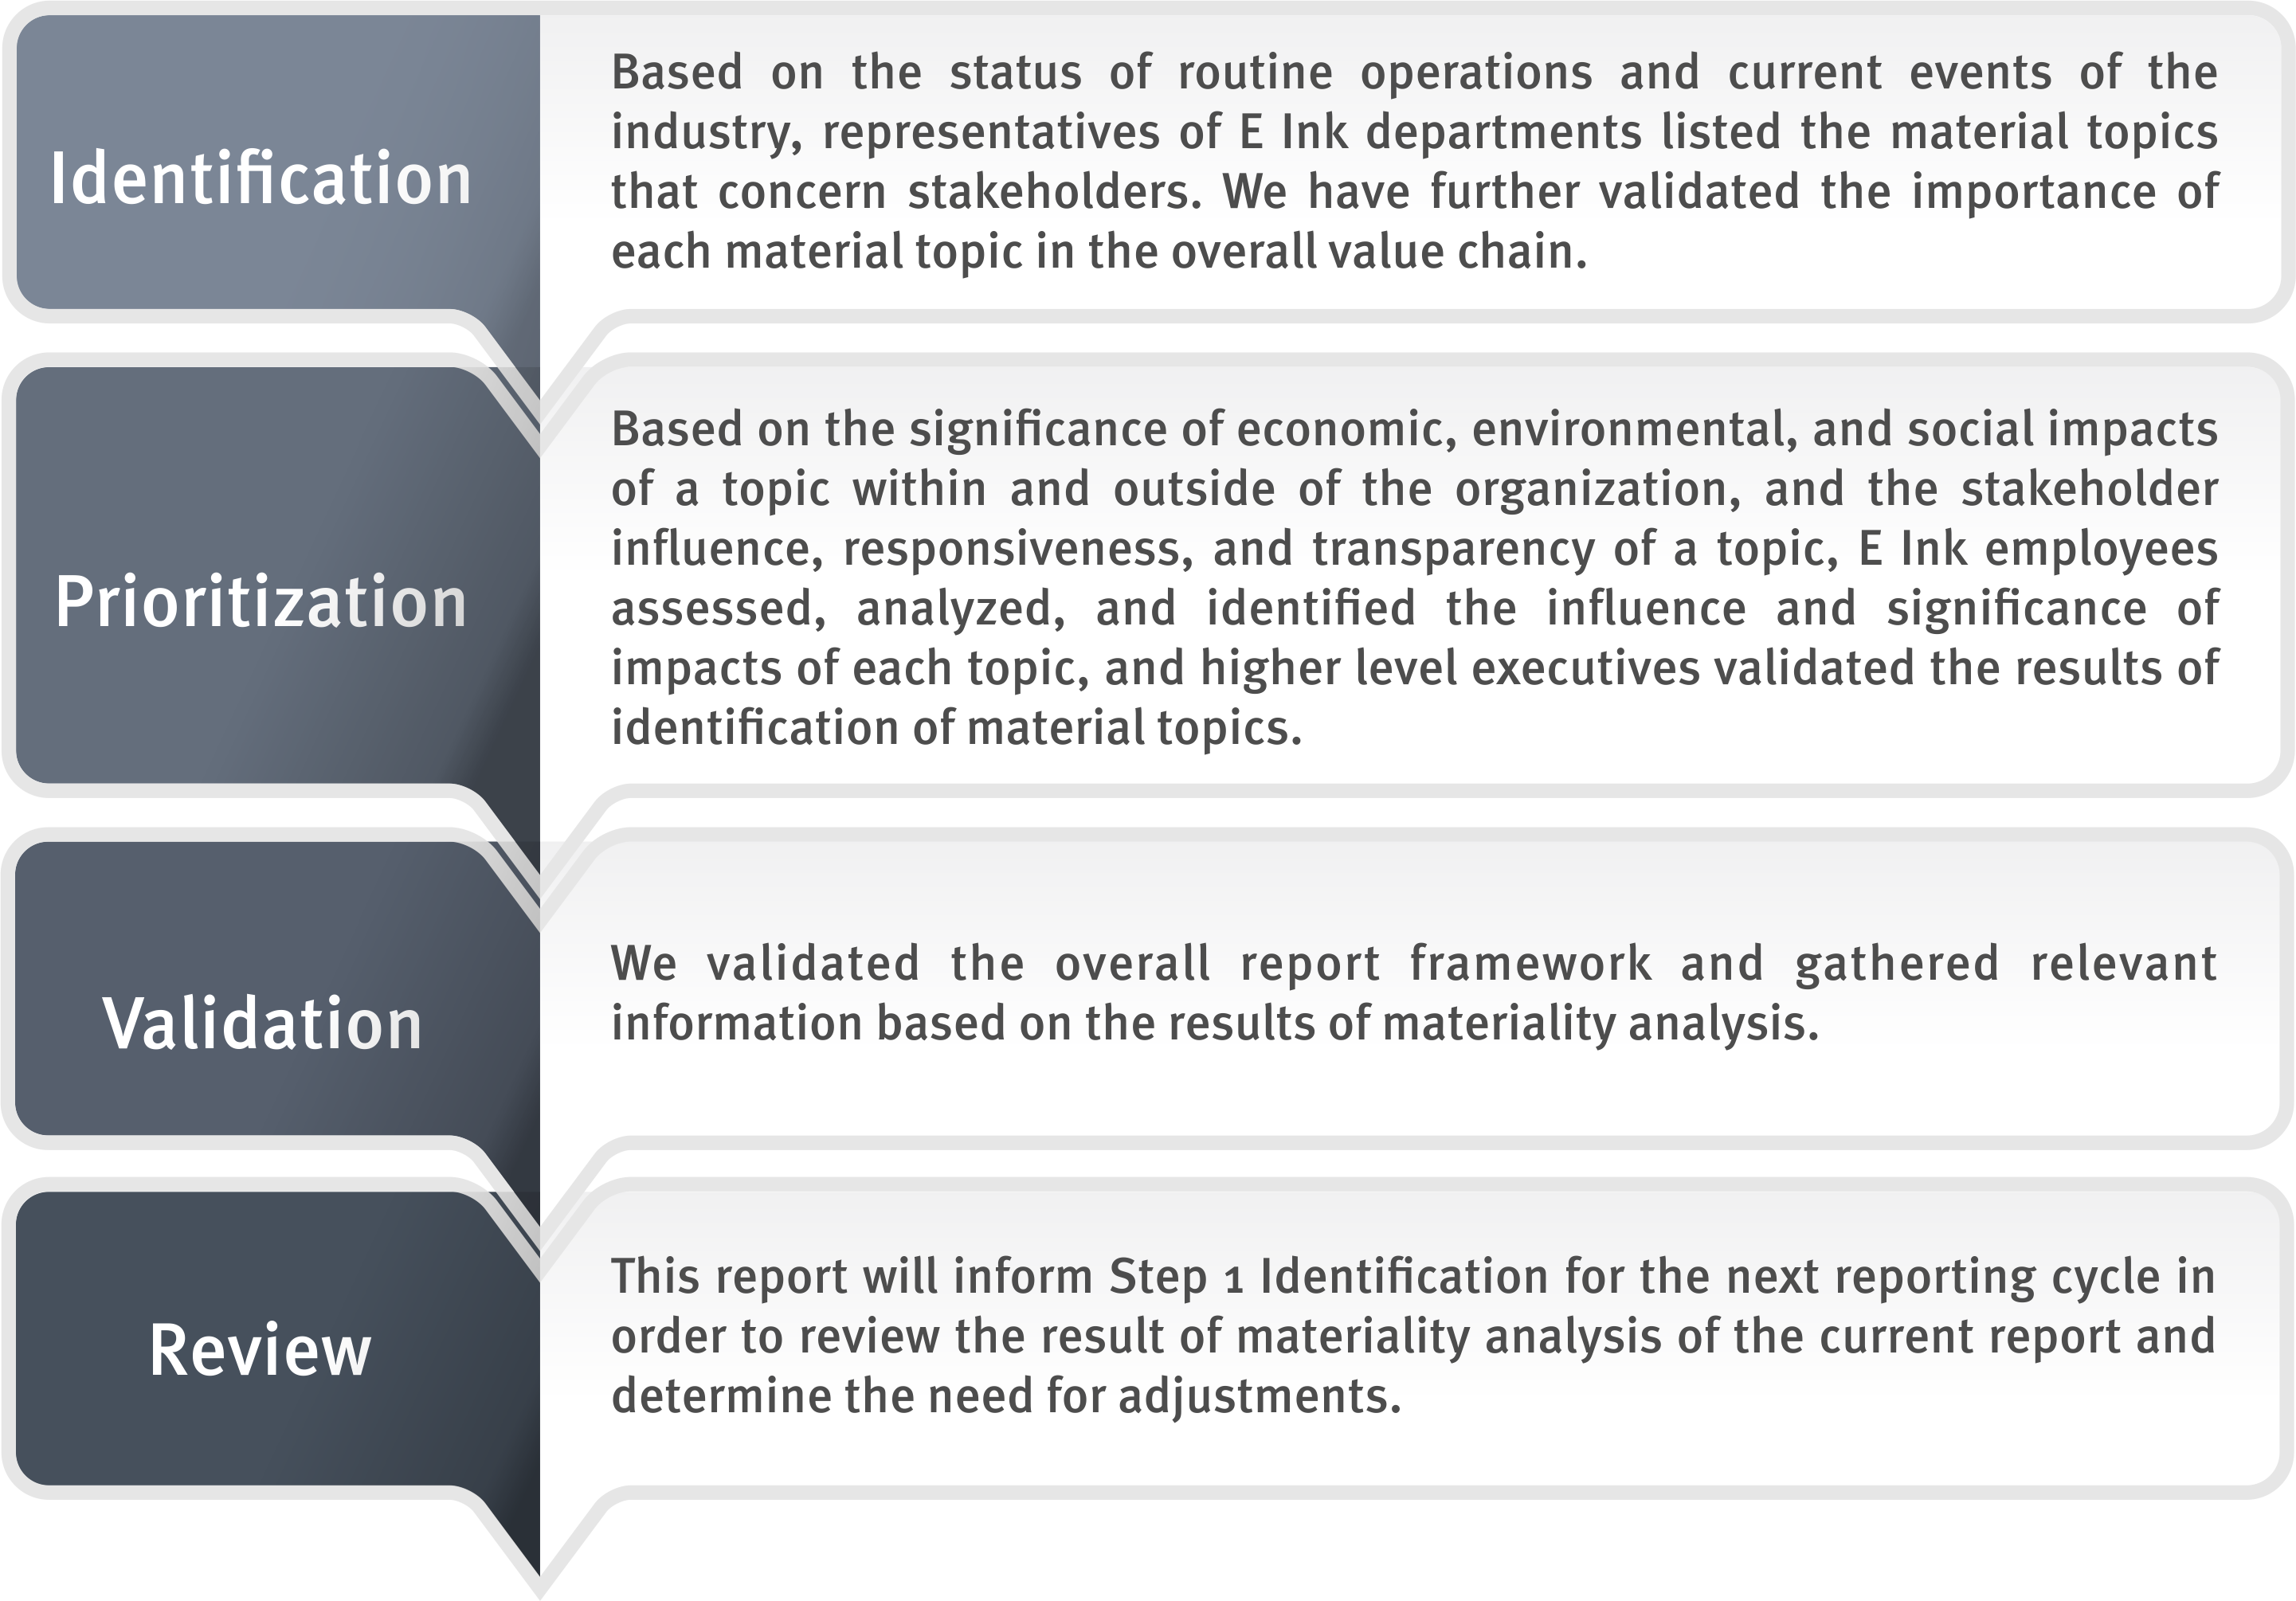 Identification
Based on the status of routine operations and current events of the
industry, representatives of E Ink departments listed the material topics
that concern stakeholders. We have further validated the importance of
each material topic in the overall value chain.
Prioritization
Based on the significance of economic, environmental, and social impacts
of a topic within and outside of the organization, and the stakeholder
influence, responsiveness, and transparency of a topic, E Ink employees
assessed, analyzed, and identified the influence and significance of
impacts of each topic, and higher level executives validated the results of
identification of material topics.
Validation
We validated the overall report framework and gathered relevant
information based on the results of materiality analysis.
Review
This report will inform Step 1 Identification for the next reporting cycle in
order to review the result of materiality analysis of the current report and
determine the need for adjustments.